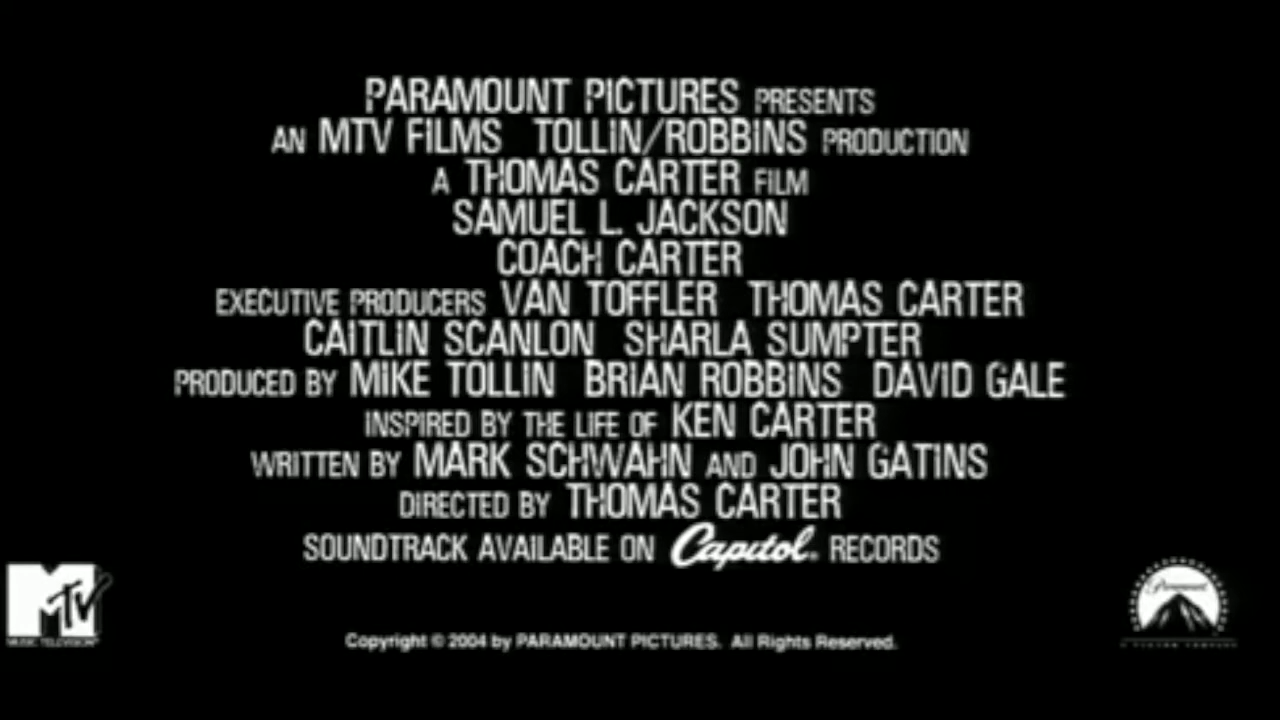 PARAMOUNT PICTURES PRESENTS
AN MTV FILMS TOLLIN/ROBBINS PRODUCTION
A THOMAS CARTER FILM
SAMUEL L. JACKSON
COACH CARTER
EXECUTIVE PRODUCERS VAN TOFFLER THOMAS CARTER
CAITLIN SCANLON SHARLA SUMPTER
PRODUCED BY MIKE TOLLIN BRIAN ROBBINS DAVID GALE
INSPIRED BY THE LIFE OF KEN CARTER
WRITTEN BY MARK SCHWAHN AND JOHN GATINS
DIRECTED BY THOMAS CARTER
SOUNDTRACK AVAILABLE ON Capitol® RECORDS
MTV
MUSIC TELEVISION®
Paramount
Copyright © 2004 by PARAMOUNT PICTURES. All Rights Reserved.